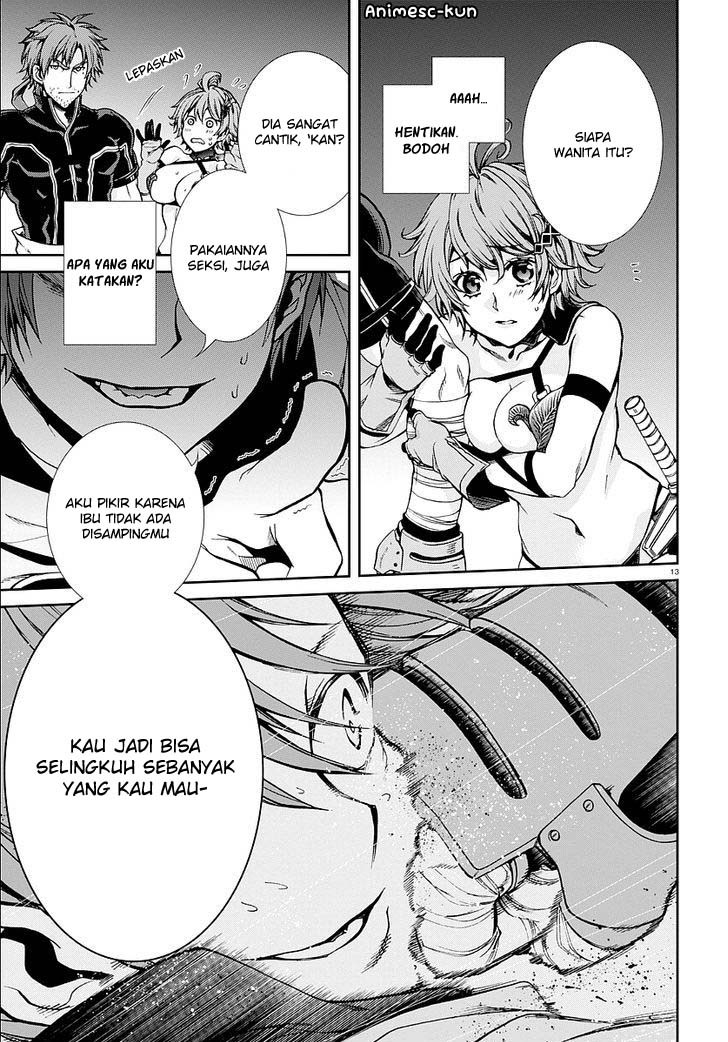 Animesc-kun
SIAPA
WANITA ITU?
AAAH...
HENTIKAN.
BODOH
LEPASKAN
DIA SANGAT
CANTIK, 'KAN?
PAKAIANNYA
SEKSI, JUGA
APA YANG AKU
KATAKAN?
AKU PIKIR KARENA
IBU TIDAK ADA
DISAMPINGMU
13
KAU JADI BISA
SELINGKUH SEBANYAK
YANG KAU MAU-